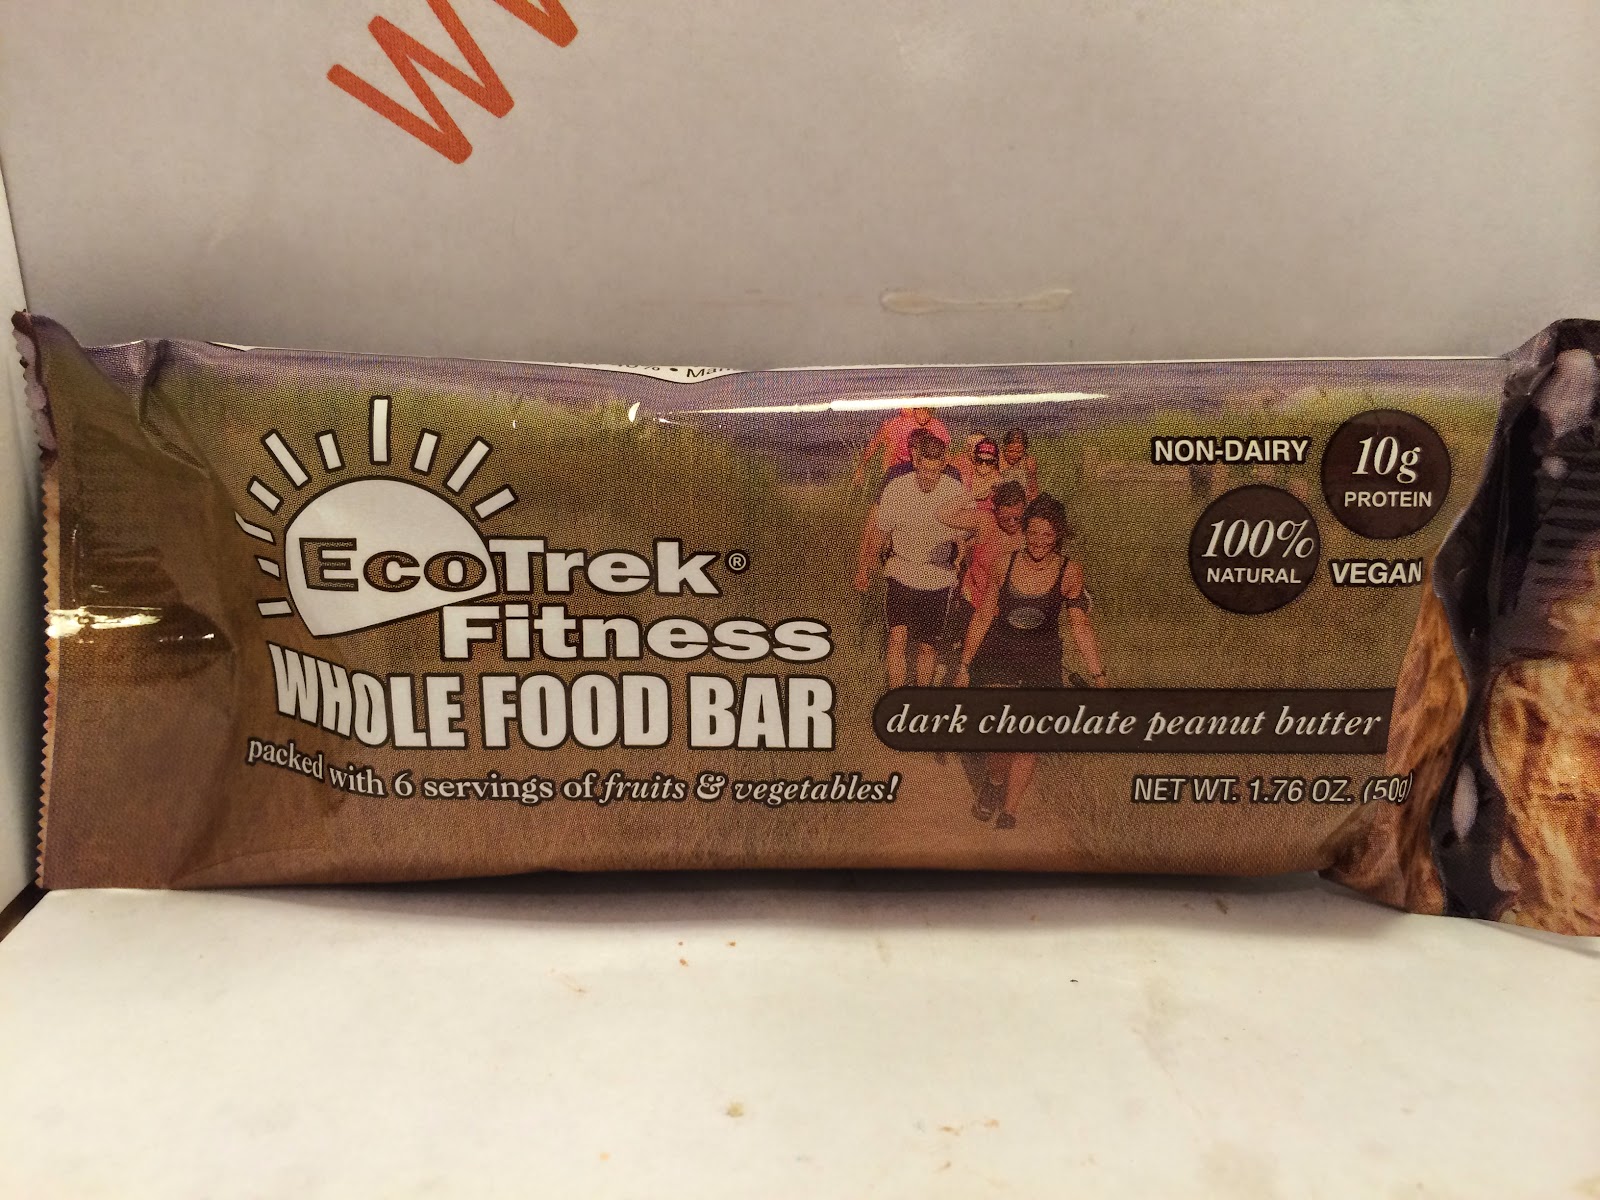 EcoTrek®
Fitness
WHOLE FOOD BAR
packed with 6 servings of fruits & vegetables!
NON-DAIRY
10g
PROTEIN
100%
NATURAL
VEGAN
dark chocolate peanut butter
NET WT. 1.76 OZ. (50g)